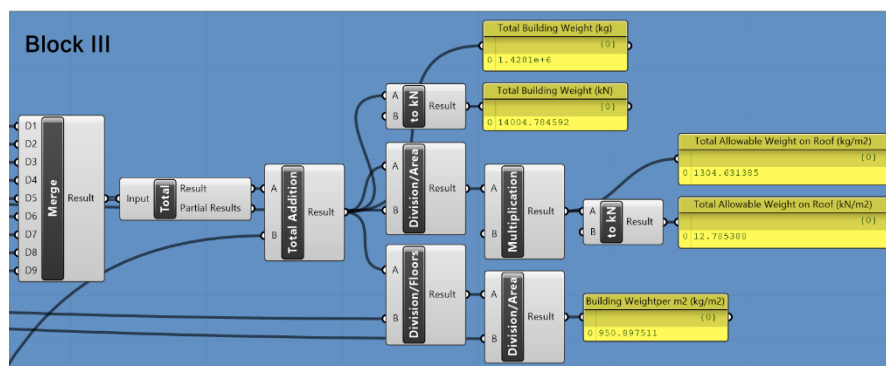 Block III
D1
D2
D3
D4
D5
D6
D7
D8
D9
Merge
Result
Input
Total
Result
Partial Results
A
B
Total Addition
Result
A
B
to kN
Result
Total Building Weight (kg)
{0}
0 1.4281e+6
Total Building Weight (kN)
{0}
0 14004.784592
A
B
Division/Area
Result
A
B
Multiplication
Result
A
B
to kN
Result
Total Allowable Weight on Roof (kg/m2)
{0}
0 1304.631385
Total Allowable Weight on Roof (kN/m2)
{0}
0 12.785388
A
B
Division/Floors
Result
A
B
Division/Area
Result
Building Weightper m2 (kg/m2)
{0}
0 950.897511